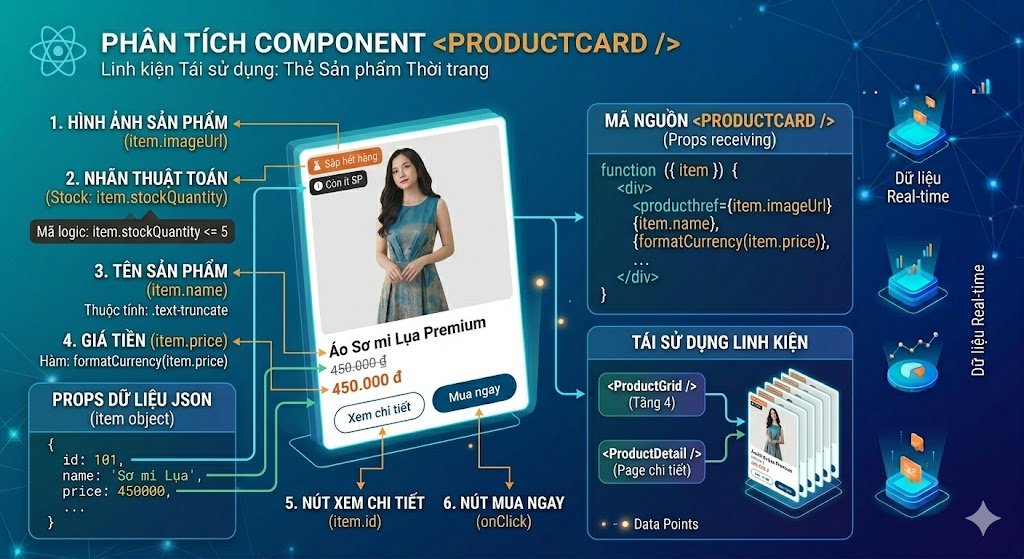 PHÂN TÍCH COMPONENT <PRODUCTCARD />
Linh kiện Tái sử dụng: Thẻ Sản phẩm Thời trang
1. HÌNH ẢNH SẢN PHẨM
(item.imageUrl)
2. NHÃN THUẬT TOÁN
(Stock: item.stockQuantity)
Mã logic: item.stockQuantity <= 5
3. TÊN SẢN PHẨM
(item.name)
Thuộc tính: .text-truncate
4. GIÁ TIỀN (item.price)
Hàm: formatCurrency(item.price)
PROPS DỮ LIỆU JSON
(item object)
{
id: 101,
name: 'Sơ mi Lụa',
price: 450000,
...
}
Sắp hết hàng
Còn ít SP
Áo Sơ mi Lụa Premium
450.000 đ
450.000 đ
Xem chi tiết
Mua ngay
5. NÚT XEM CHI TIẾT
(item.id)
6. NÚT MUA NGAY
(onClick)
MÃ NGUỒN <PRODUCTCARD />
(Props receiving)
function ({ item }) {
<div>
<producthref={item.imageUrl}
{item.name},
{formatCurrency(item.price)},
...
</div>
}
TÁI SỬ DỤNG LINH KIỆN
<ProductGrid />
(Tầng 4)
<ProductDetail />
(Page chi tiết)
Data Points
Dữ liệu
Real-time
Dữ liệu Real-time